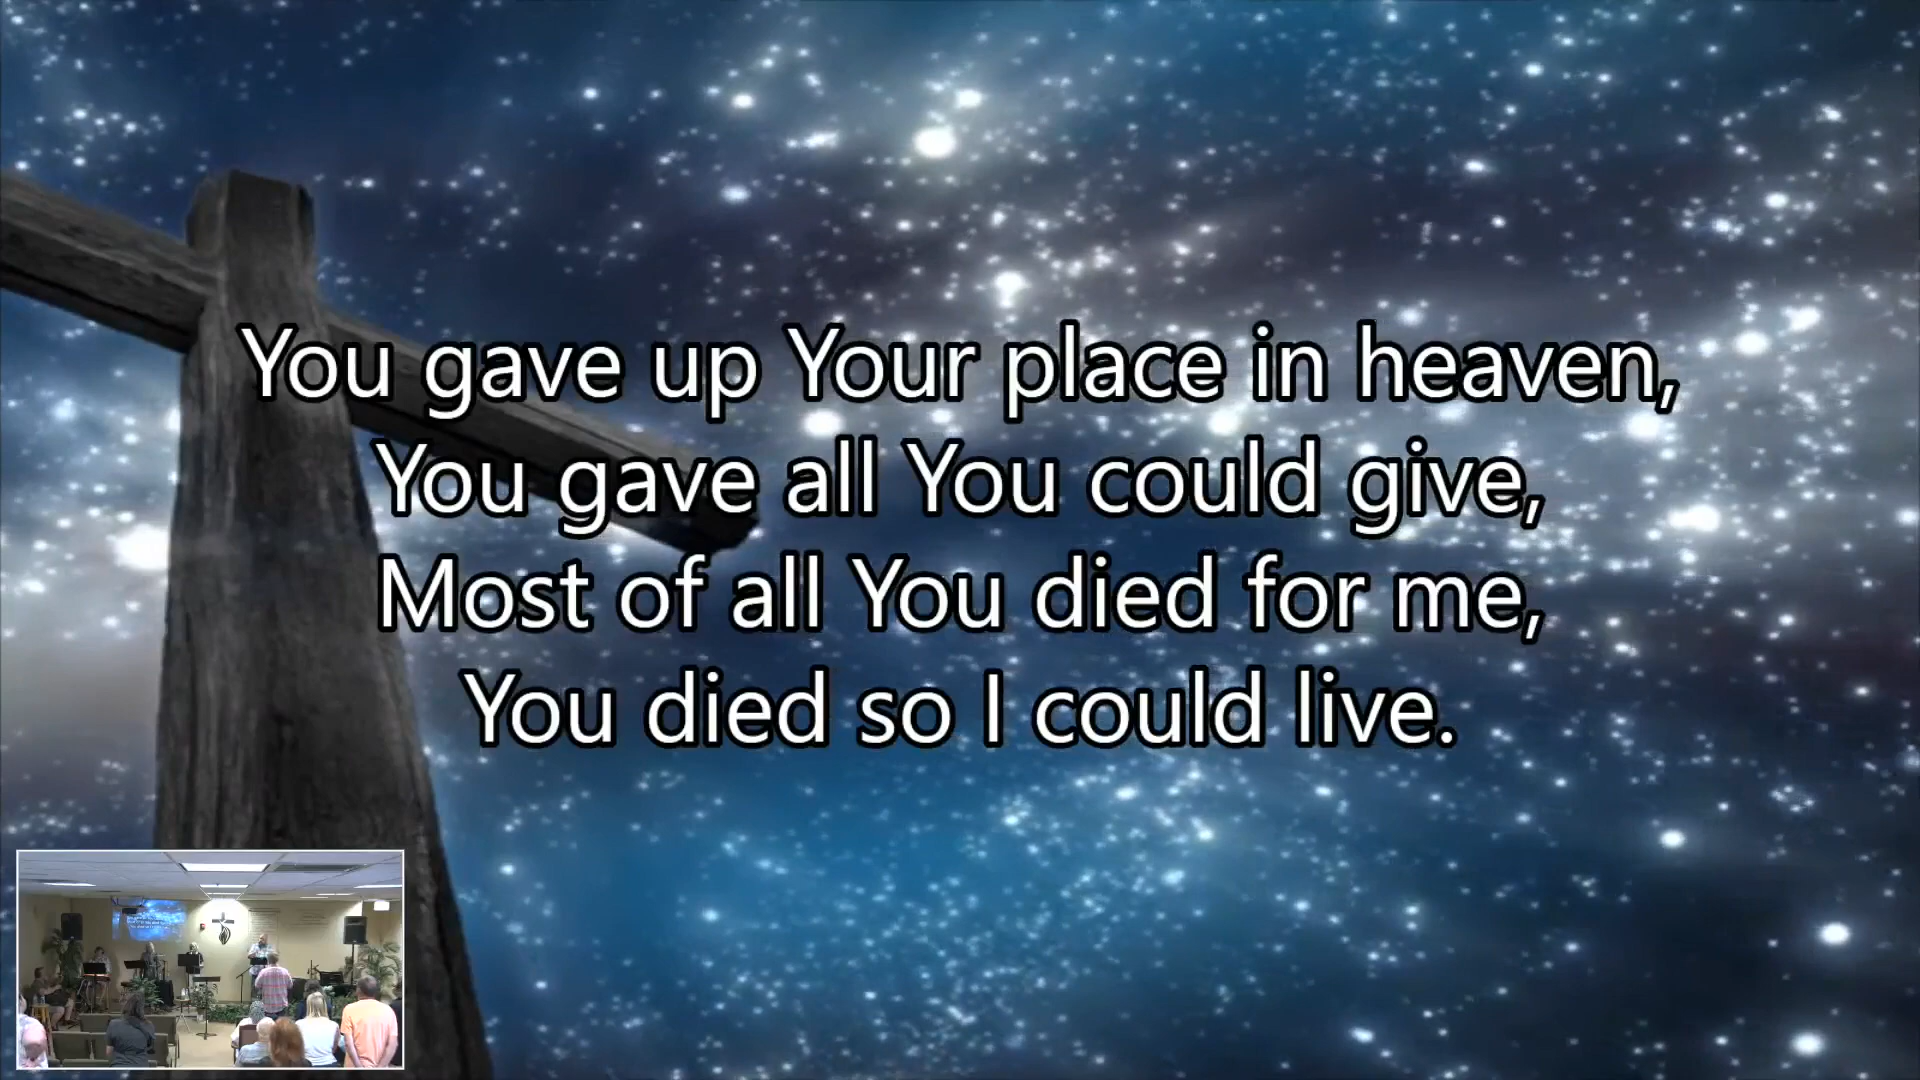 You gave up Your place in heaven,
You gave all You could give,
Most of all You died for me,
You died so I could live.